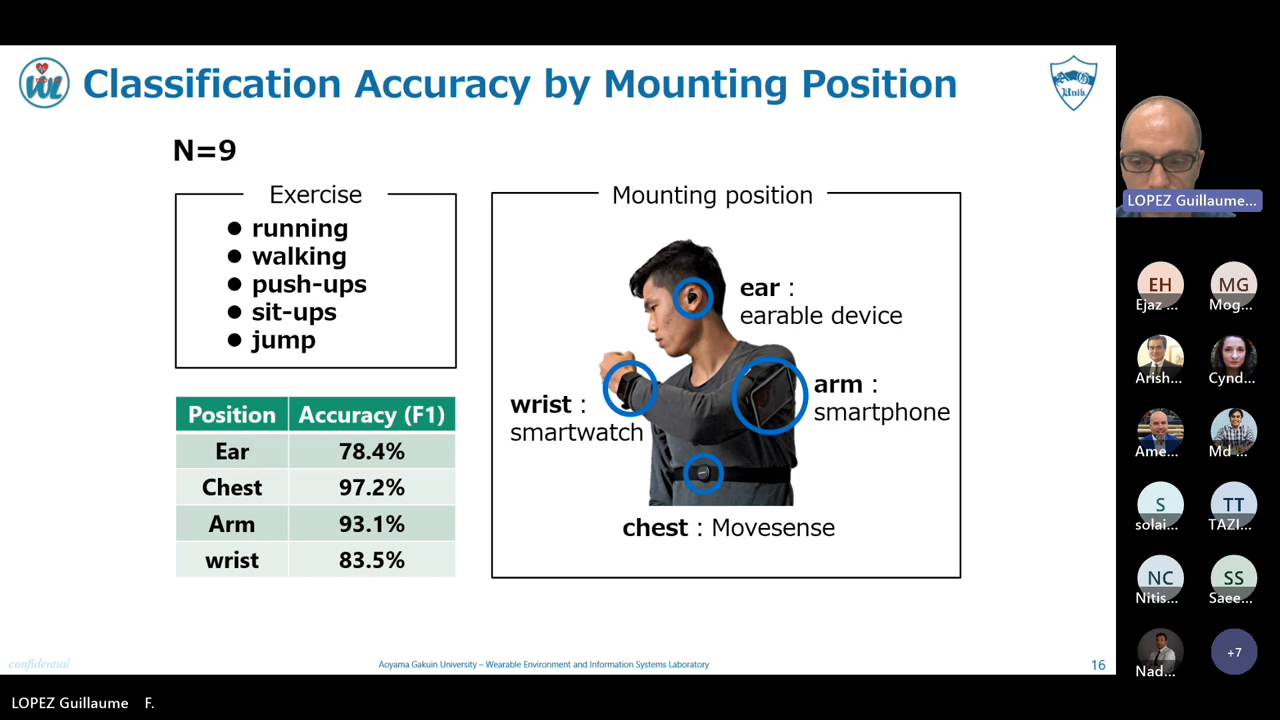 Classification Accuracy by Mounting Position
N=9
Exercise
● running
● walking
● push-ups
● sit-ups
● jump
Position Accuracy (F1)
Ear 78.4%
Chest 97.2%
Arm 93.1%
wrist 83.5%
Mounting position
ear :
earable device
arm :
smartphone
wrist :
smartwatch
chest : Movesense
confidential
Aoyama Gakuin University – Wearable Environment and Information Systems Laboratory
16
LOPEZ Guillaume F.
LOPEZ Guillaume...
EH MG
Ejaz ... Mog...
Arish... Cynd...
Ame... Md ...
S TT
solai... TAZI...
NC SS
Nitis... Saee...
Nad... +7